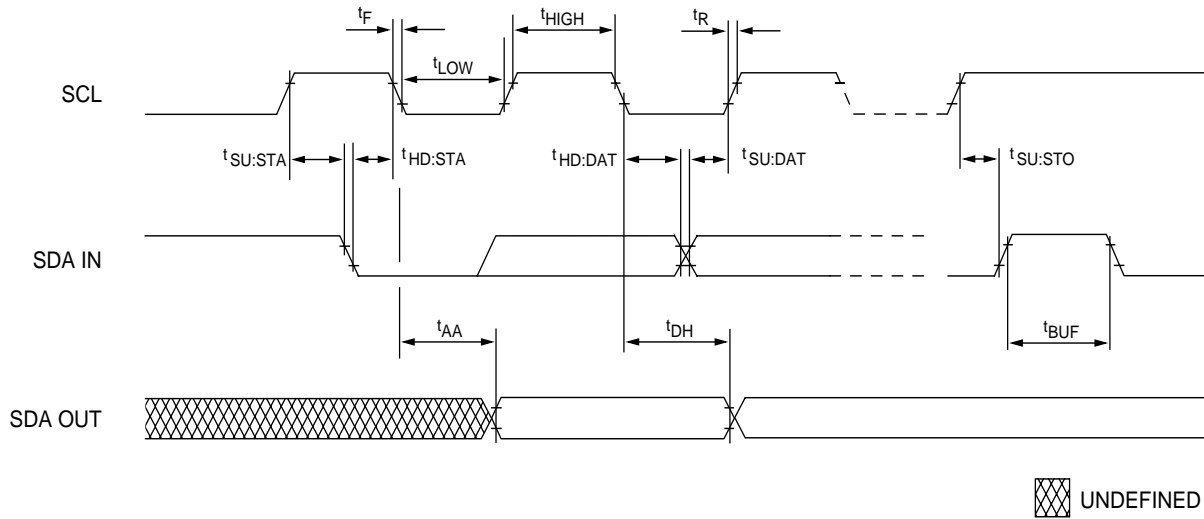 tF
tHIGH
tR
tLOW
SCL
tSU:STA
tHD:STA
tHD:DAT
tSU:DAT
tSU:STO
SDA IN
tAA
tDH
tBUF
SDA OUT
UNDEFINED